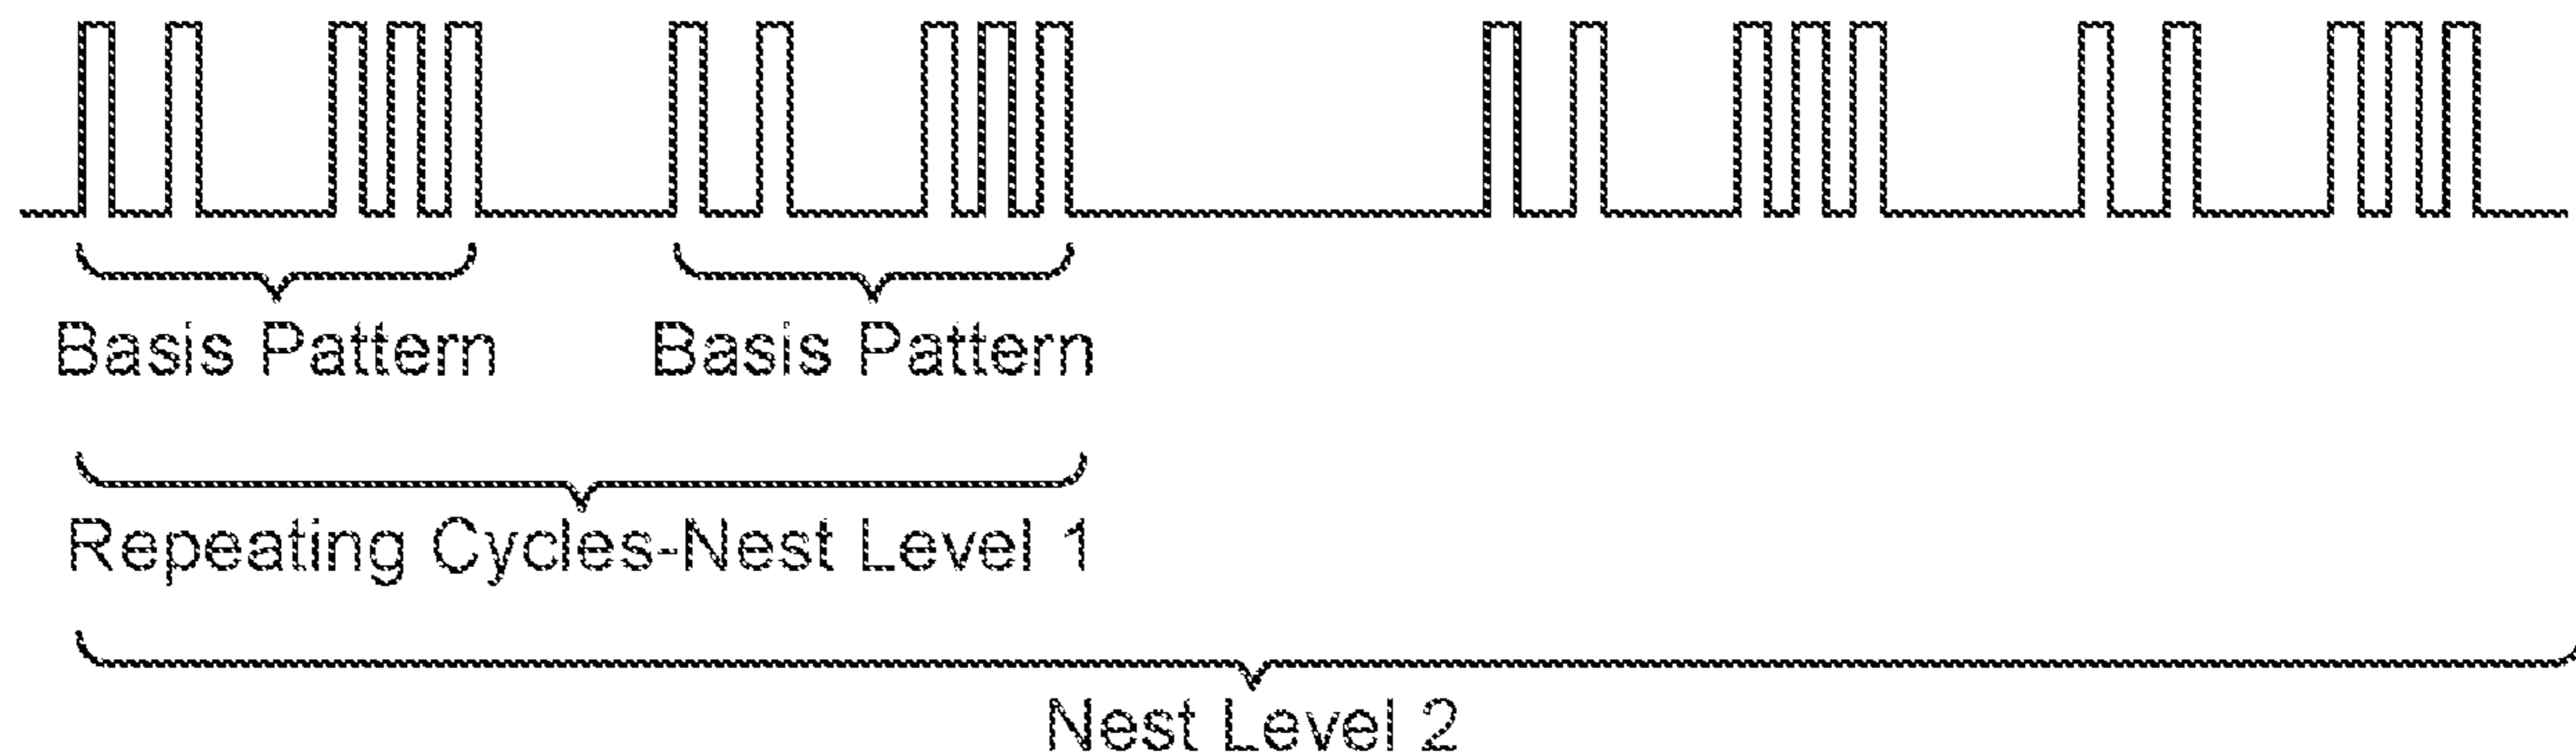 Basis Pattern Basis Pattern
Repeating Cycles-Nest Level 1
Nest Level 2